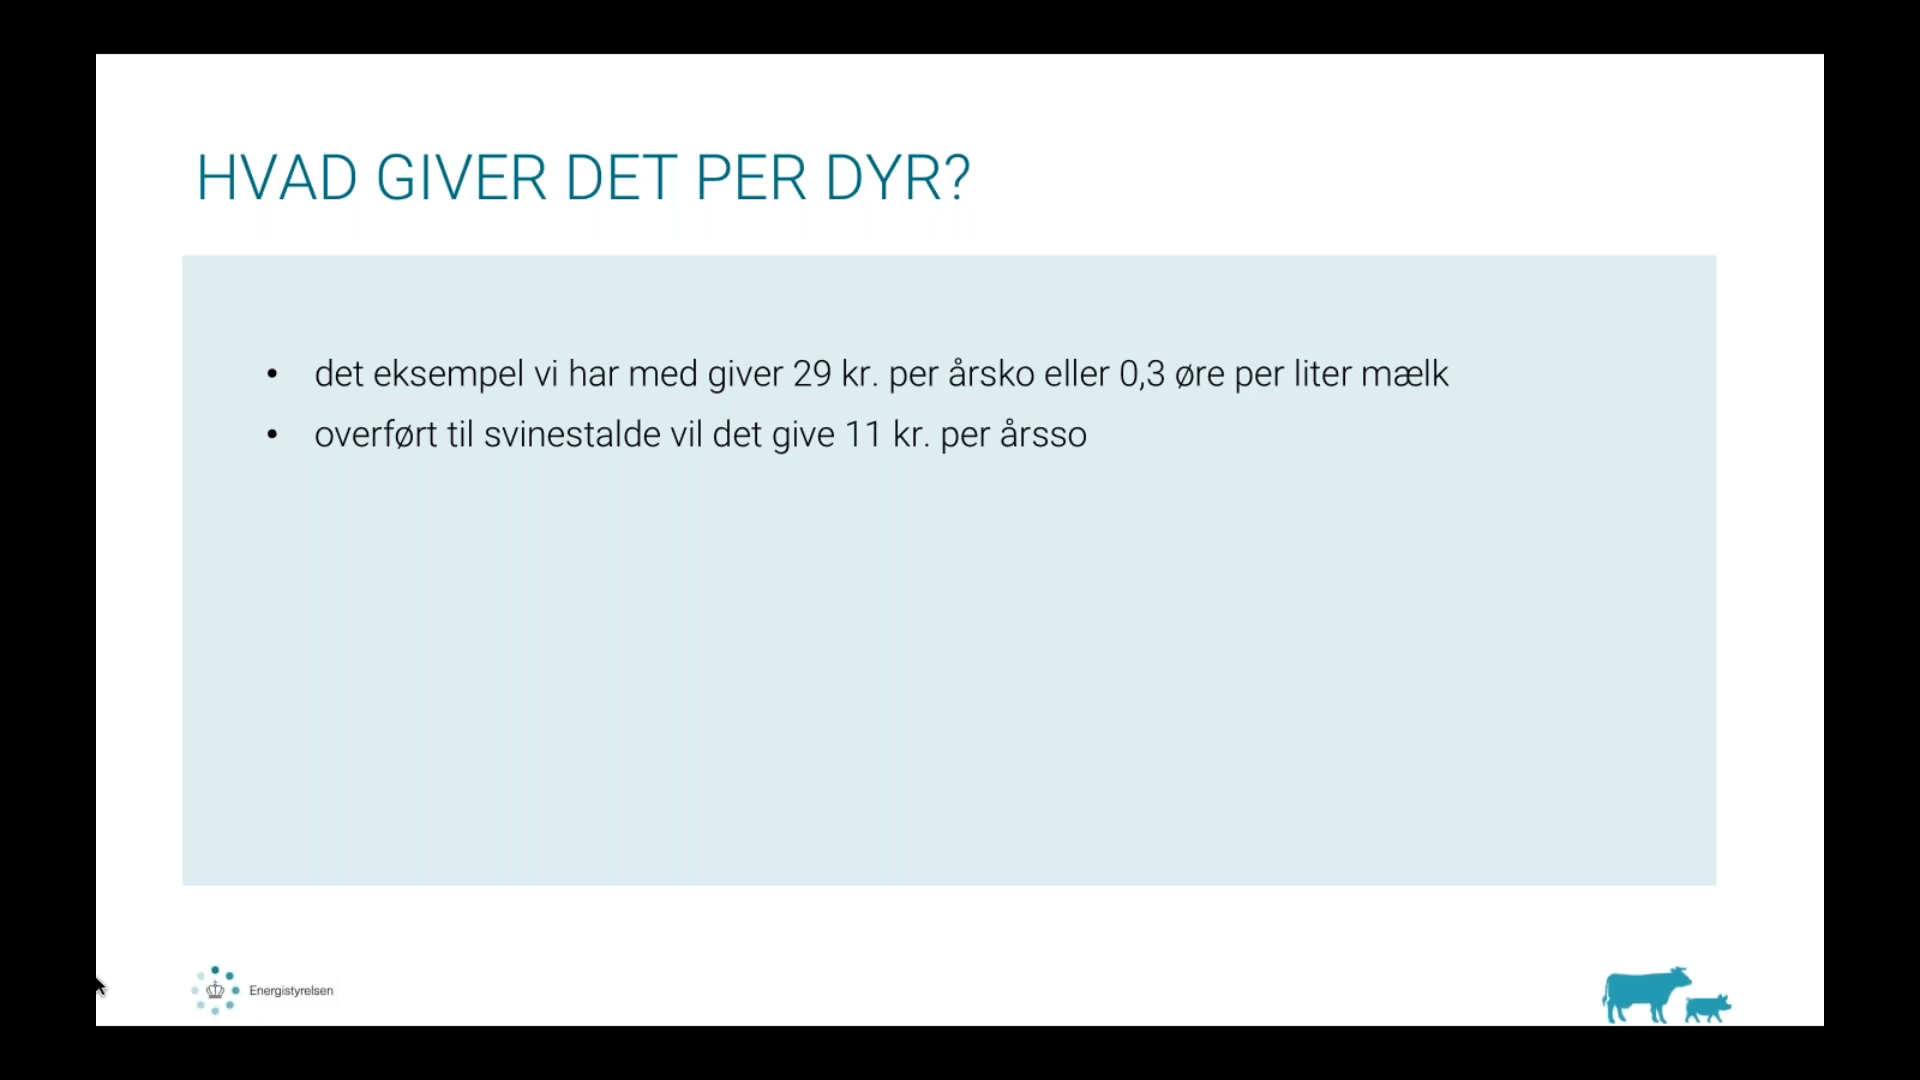 HVAD GIVER DET PER DYR?
• det eksempel vi har med giver 29 kr. per årsko eller 0,3 øre per liter mælk
• overført til svinestalde vil det give 11 kr. per årsso
Energistyrelsen